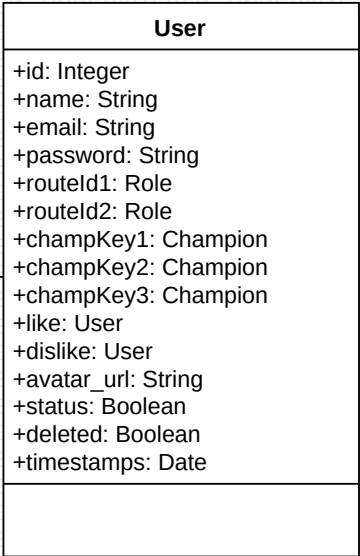 User
+id: Integer
+name: String
+email: String
+password: String
+routeId1: Role
+routeId2: Role
+champKey1: Champion
+champKey2: Champion
+champKey3: Champion
+like: User
+dislike: User
+avatar_url: String
+status: Boolean
+deleted: Boolean
+timestamps: Date